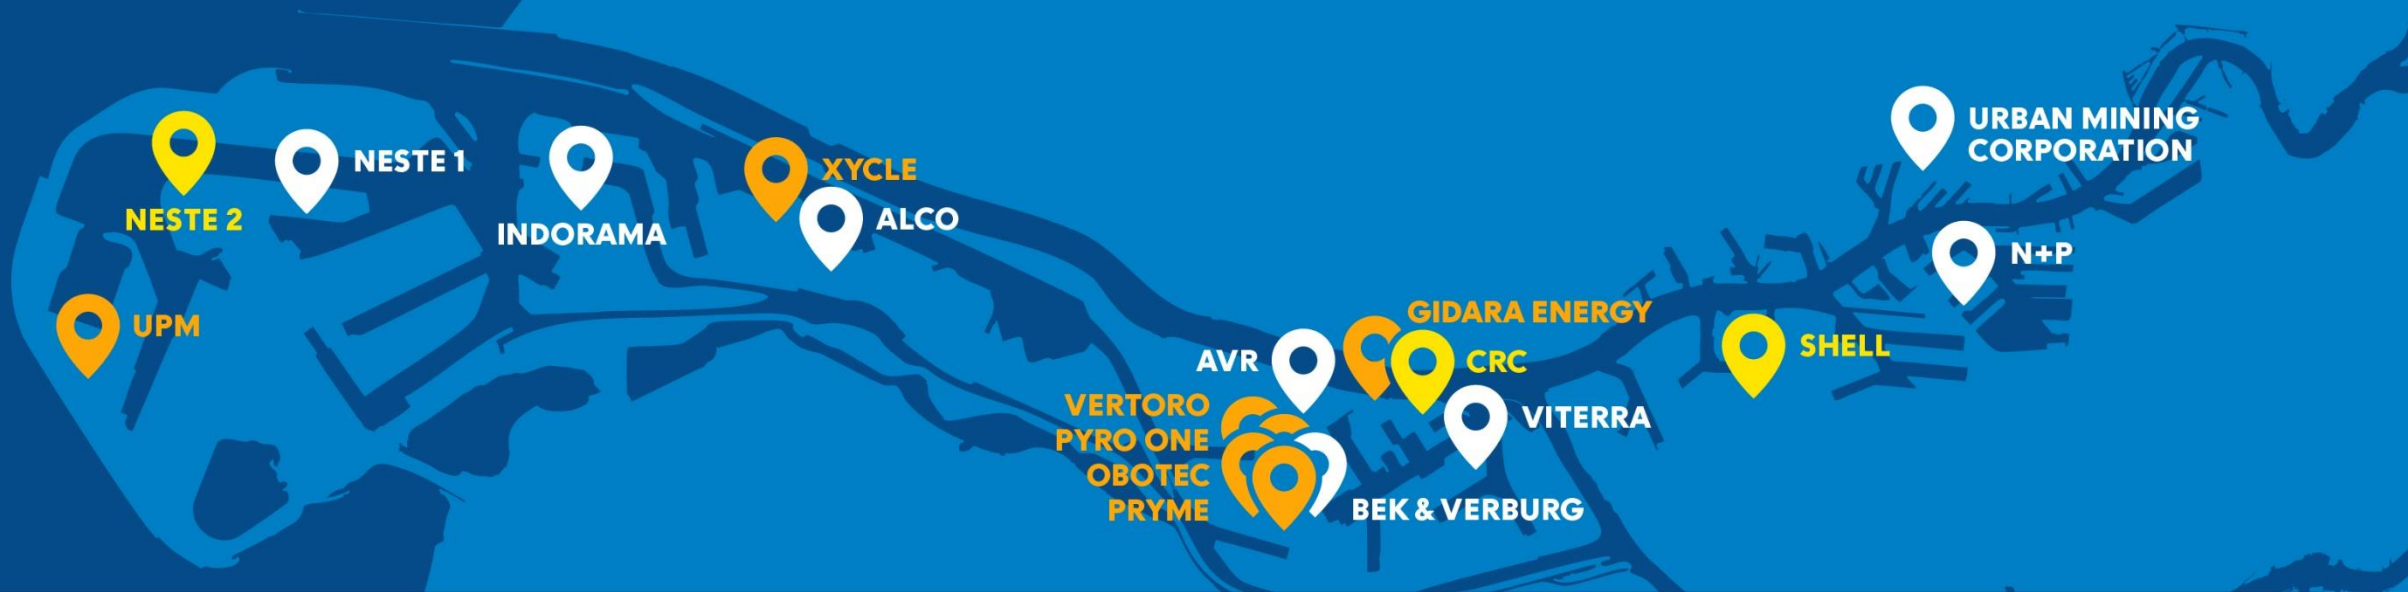 NESTE 2
NESTE 1
UPM
INDORAMA
XYCLE
ALCO
AVR
GIDARA ENERGY
CRC
VERTORO
PYRO ONE
OBOTEC
PRYME
BEK & VERBURG
VITERRA
SHELL
URBAN MINING
CORPORATION
N+P